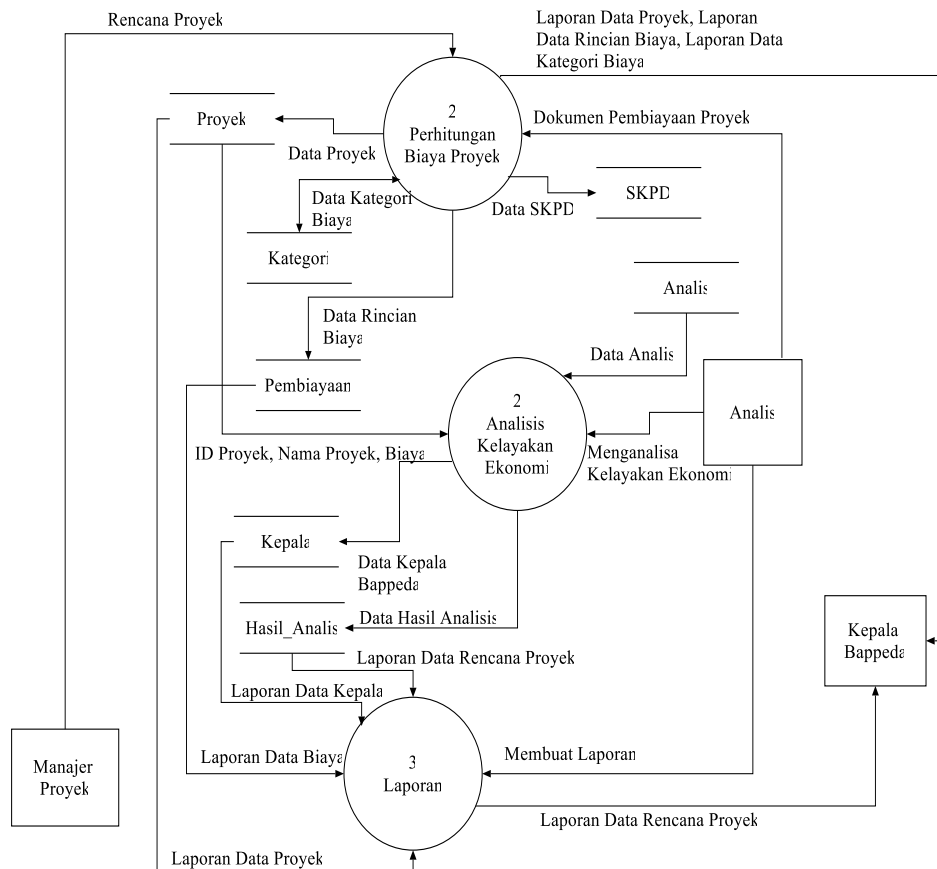 Rencana Proyek
Laporan Data Proyek, Laporan
Data Rincian Biaya, Laporan Data
Kategori Biaya
2
Perhitungan
Biaya Proyek
Proyek
Data Proyek
Dokumen Pembiayaan Proyek
Data Kategori
Biaya
Data SKPD
SKPD
Kategori
Analis
Data Rincian
Biaya
Data Analis
Pembiayaan
2
Analisis
Kelayakan
Ekonomi
Analis
ID Proyek, Nama Proyek, Biaya
Menganalisa
Kelayakan Ekonomi
Kepala
Data Kepala
Bappeda
Hasil_Analis
Data Hasil Analisis
Kepala
Bappeda
Laporan Data Rencana Proyek
Laporan Data Kepala
Manajer
Proyek
Laporan Data Biaya
3
Laporan
Membuat Laporan
Laporan Data Rencana Proyek
Laporan Data Proyek